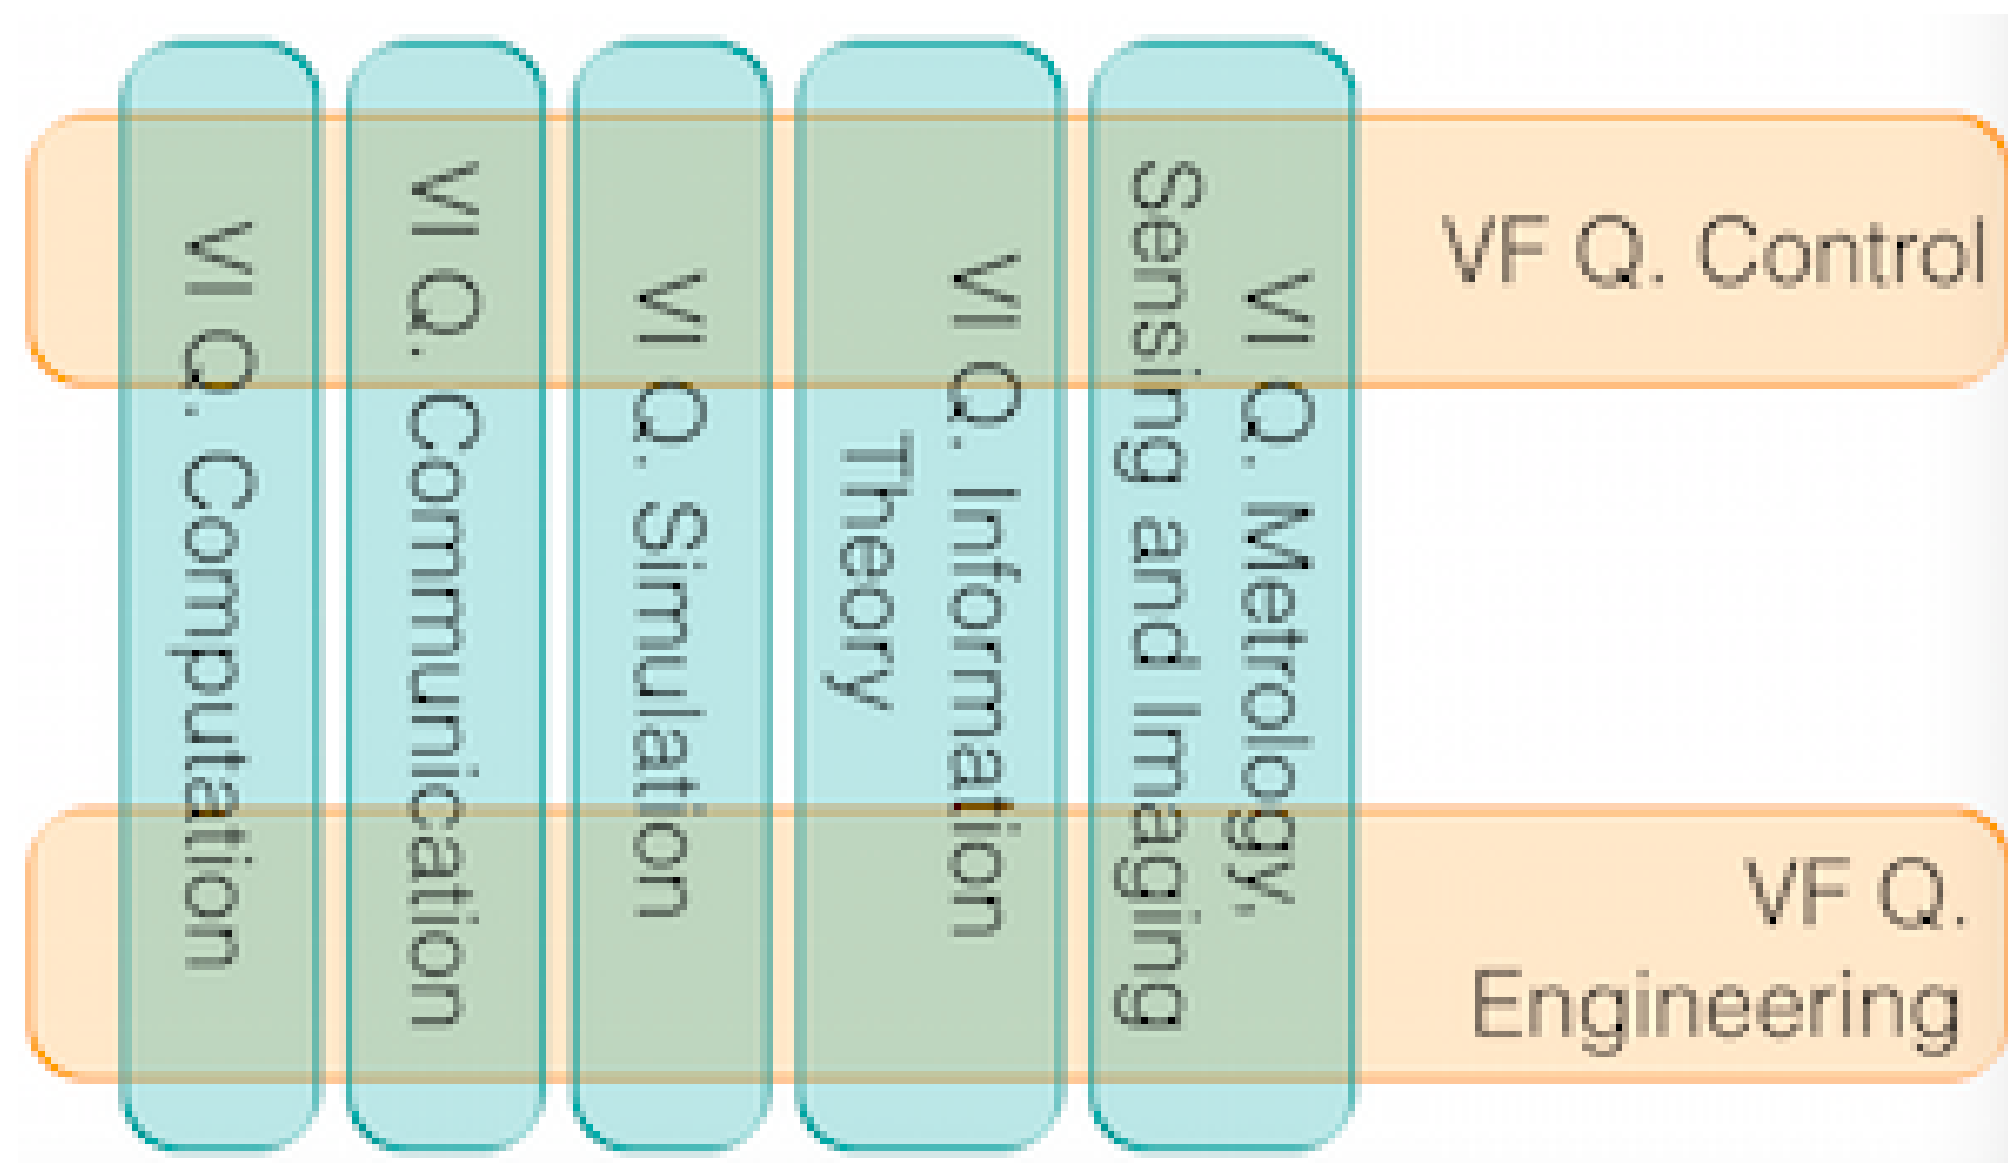 VI Q. Computation
VI Q. Communication
VI Q. Simulation
VI Q. Information
Theory
VI Q. Metrology,
Sensing and Imaging
VF Q. Control
VF Q.
Engineering